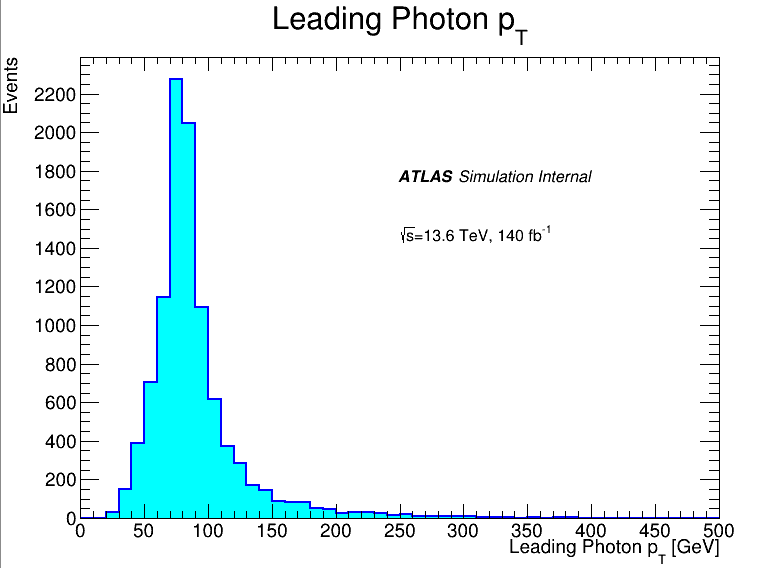 Leading Photon p_T
Events
2200
2000
1800
1600
1400
1200
1000
800
600
400
200
0
ATLAS Simulation Internal
√s=13.6 TeV, 140 fb⁻¹
0 50 100 150 200 250 300 350 400 450 500
Leading Photon p_T [GeV]